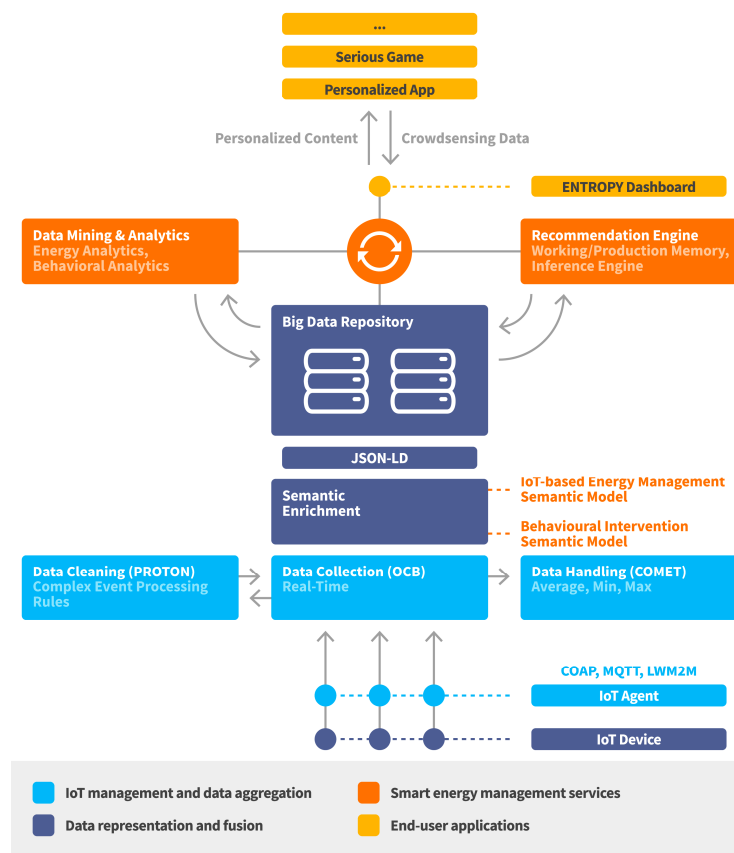 ...
Serious Game
Personalized App
Personalized Content
Crowdsensing Data
ENTROPY Dashboard
Data Mining & Analytics
Energy Analytics,
Behavioral Analytics
Recommendation Engine
Working/Production Memory,
Inference Engine
Big Data Repository
JSON-LD
Semantic
Enrichment
IoT-based Energy Management
Semantic Model
Behavioural Intervention
Semantic Model
Data Cleaning (PROTON)
Complex Event Processing
Rules
Data Collection (OCB)
Real-Time
Data Handling (COMET)
Average, Min, Max
COAP, MQTT, LWM2M
IoT Agent
IoT Device
IoT management and data aggregation
Smart energy management services
Data representation and fusion
End-user applications